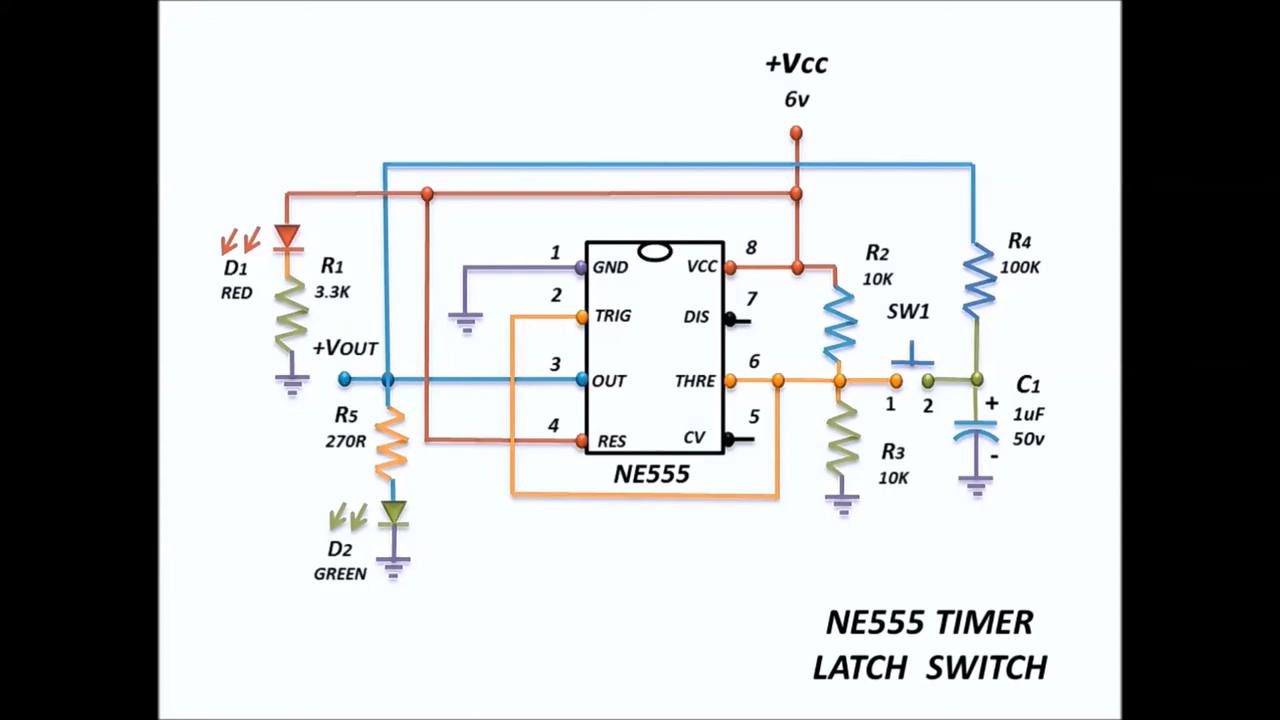 +Vcc
6v
D1
RED
R1
3.3K
+VOUT
R5
270R
D2
GREEN
1
2
3
4
GND
TRIG
OUT
RES
VCC
DIS
THRE
CV
8
7
6
5
NE555
R2
10K
SW1
1
2
R3
10K
R4
100K
C1
1uF
50v
+
-
NE555 TIMER
LATCH SWITCH